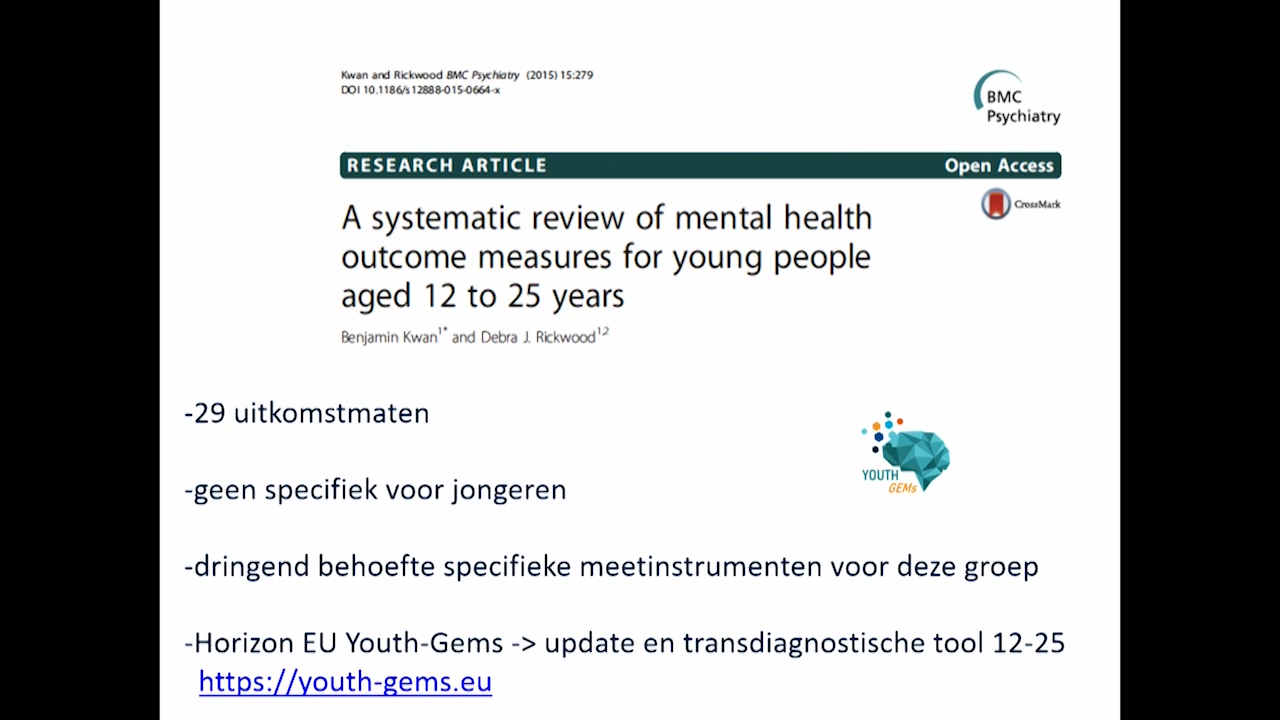 Kwan and Rickwood BMC Psychiatry (2015) 15:279
DOI 10.1186/s12888-015-0664-x
BMC
Psychiatry
RESEARCH ARTICLE
Open Access
CrossMark
A systematic review of mental health
outcome measures for young people
aged 12 to 25 years
Benjamin Kwan1* and Debra J. Rickwood1,2
-29 uitkomstmaten
-geen specifiek voor jongeren
YOUTH
GEMs
-dringend behoefte specifieke meetinstrumenten voor deze groep
-Horizon EU Youth-Gems -> update en transdiagnostische tool 12-25
https://youth-gems.eu